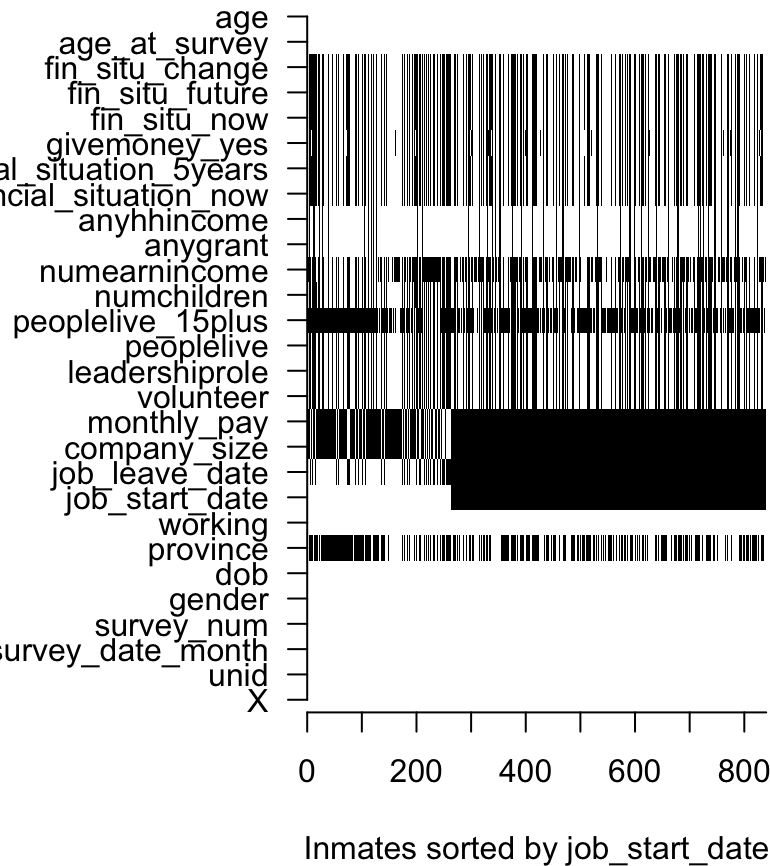 age
age_at_survey
fin_situ_change
fin_situ_future
fin_situ_now
givemoney_yes
al_situation_5years
ncial_situation_now
anyhhincome
anygrant
numearnincome
numchildren
peoplelive_15plus
peoplelive
leadershiprole
volunteer
monthly_pay
company_size
job_leave_date
job_start_date
working
province
dob
gender
survey_num
survey_date_month
unid
X
0 200 400 600 800
Inmates sorted by job_start_date